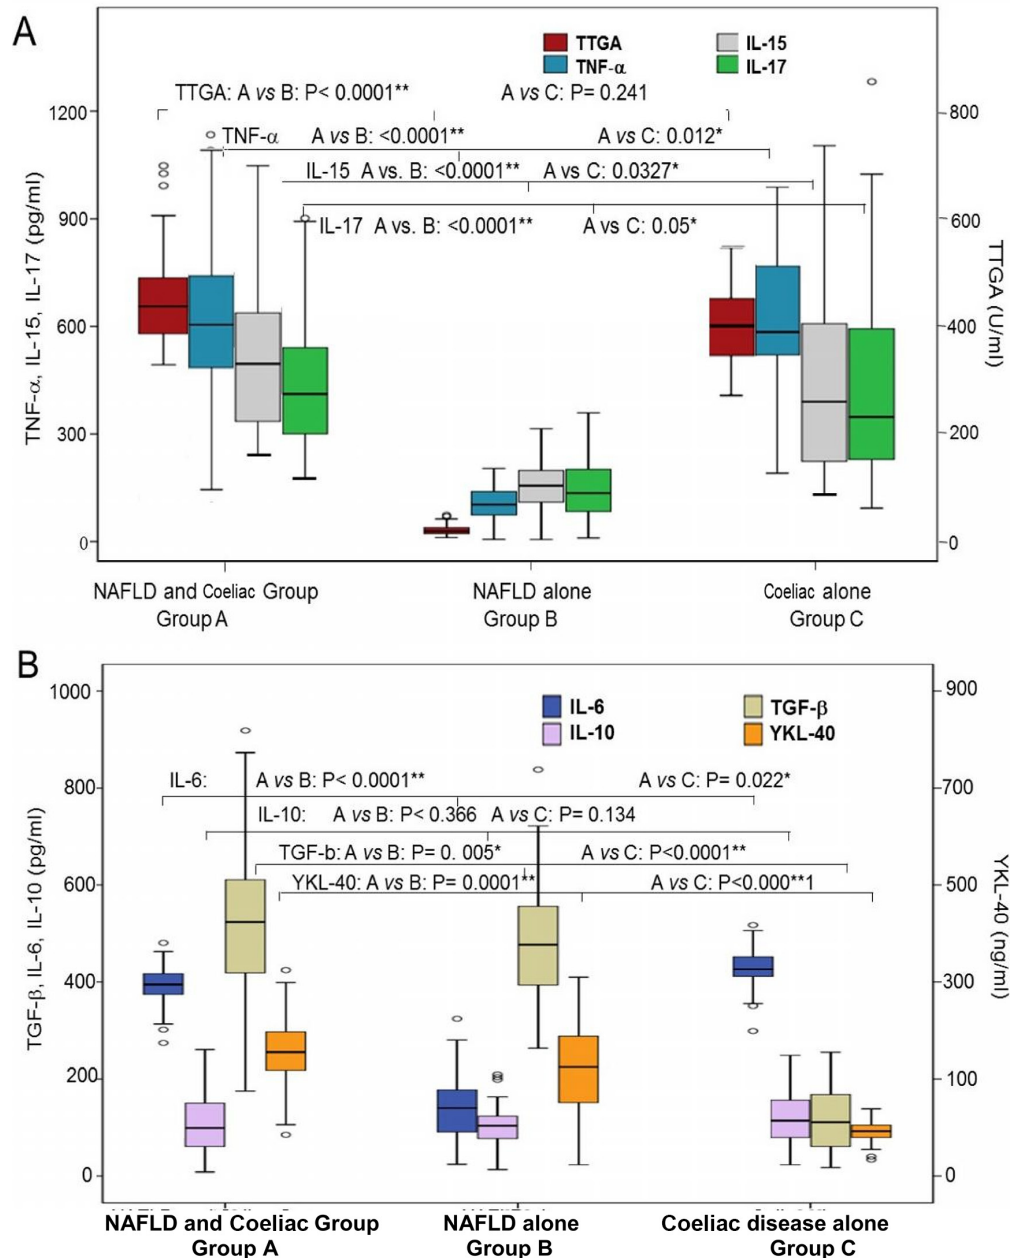 A
TTGA
IL-15
TNF-α
IL-17
TTGA: A vs B: P< 0.0001** A vs C: P= 0.241
TNF-α A vs B: <0.0001** A vs C: 0.012*
IL-15 A vs. B: <0.0001** A vs C: 0.0327*
IL-17 A vs. B: <0.0001** A vs C: 0.05*
TNF-α, IL-15, IL-17 (pg/ml)
1200
900
600
300
0
800
600
400
200
0
TTGA (U/ml)
NAFLD and Coeliac Group
Group A
NAFLD alone
Group B
Coeliac alone
Group C
B
IL-6
TGF-β
IL-10
YKL-40
IL-6: A vs B: P< 0.0001** A vs C: P= 0.022*
IL-10: A vs B: P< 0.366 A vs C: P= 0.134
TGF-b: A vs B: P= 0. 005* A vs C: P<0.0001**
YKL-40: A vs B: P= 0.0001** A vs C: P<0.000**1
TGF-β, IL-6, IL-10 (pg/ml)
1000
800
600
400
200
0
900
700
500
300
100
0
YKL-40 (ng/ml)
NAFLD and Coeliac Group
Group A
NAFLD alone
Group B
Coeliac disease alone
Group C